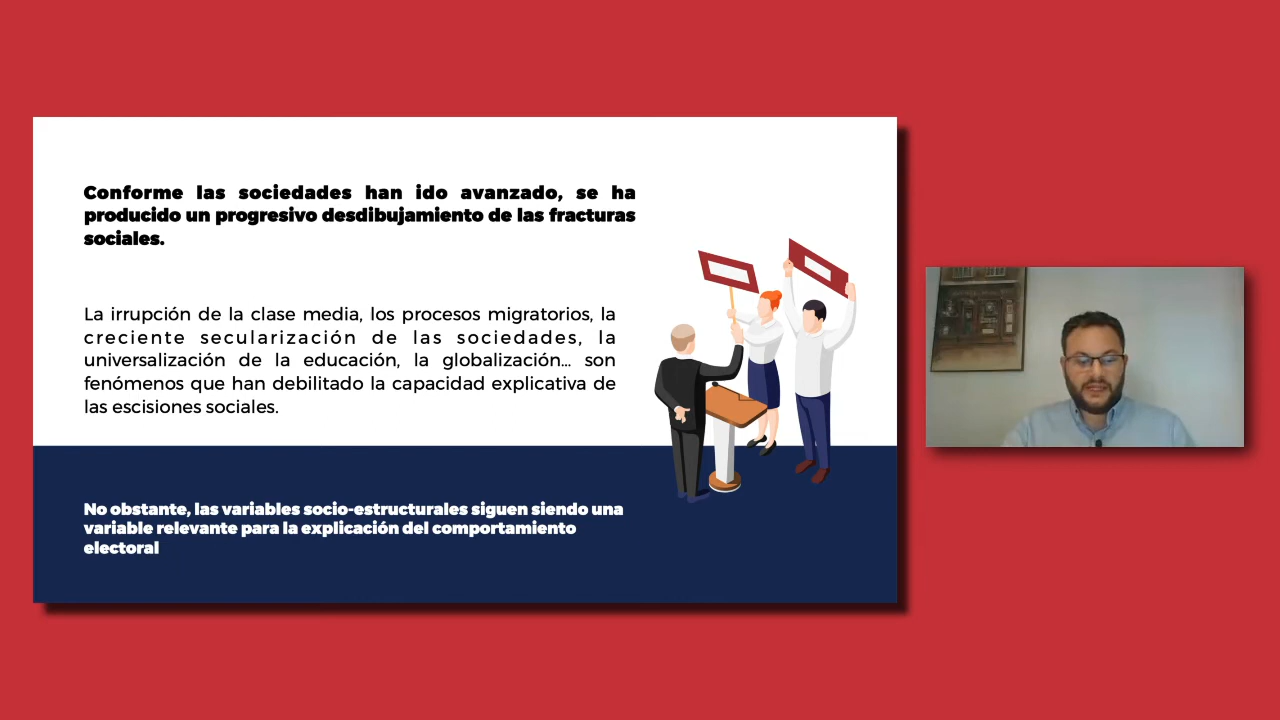 Conforme las sociedades han ido avanzado, se ha
producido un progresivo desdibujamiento de las fracturas
sociales.
La irrupción de la clase media, los procesos migratorios, la
creciente secularización de las sociedades, la
universalización de la educación, la globalización... son
fenómenos que han debilitado la capacidad explicativa de
las escisiones sociales.
No obstante, las variables socio-estructurales siguen siendo una
variable relevante para la explicación del comportamiento
electoral